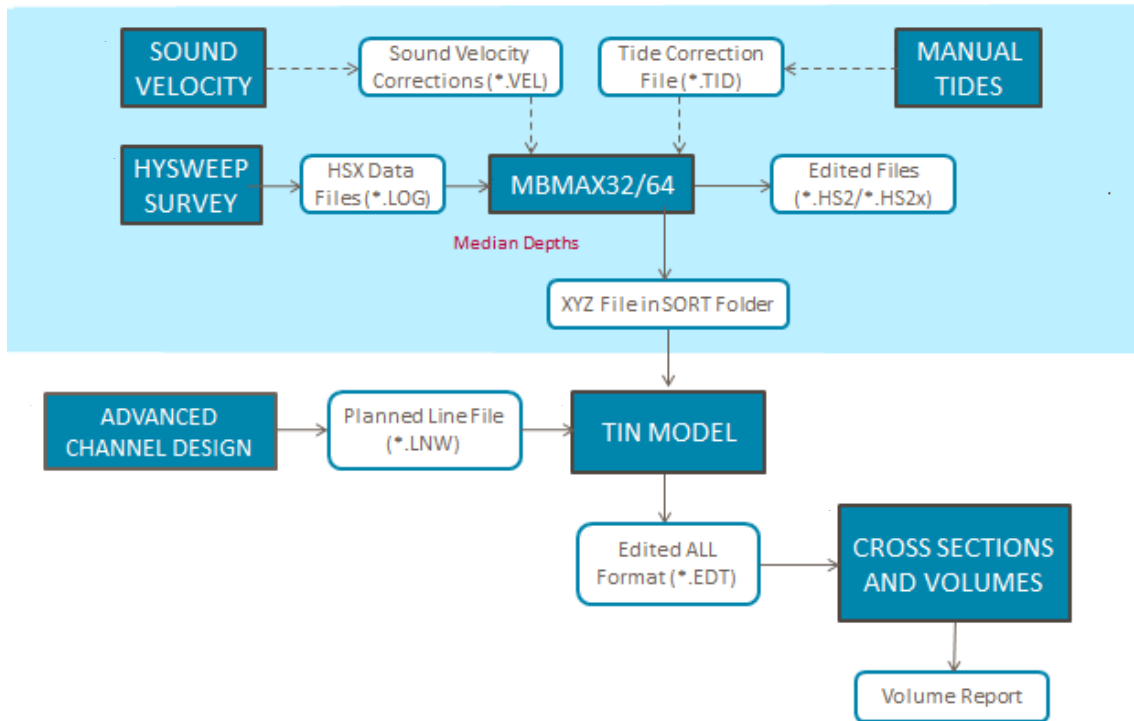 SOUND
VELOCITY
Sound Velocity
Corrections (*.VEL)
Tide Correction
File (*.TID)
MANUAL
TIDES
HYSWEEP
SURVEY
HSX Data
Files (*.LOG)
MBMAX32/64
Edited Files
(*.HS2/*.HS2x)
Median Depths
XYZ File in SORT Folder
ADVANCED
CHANNEL DESIGN
Planned Line File
(*.LNW)
TIN MODEL
Edited ALL
Format (*.EDT)
CROSS SECTIONS
AND VOLUMES
Volume Report